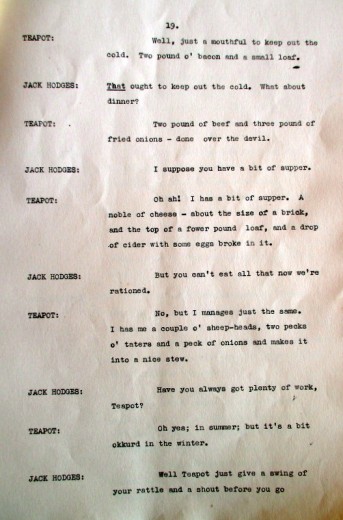 19.
TEAPOT: Well, just a mouthful to keep out the
cold. Two pound o' bacon and a small loaf.
JACK HODGES: That ought to keep out the cold. What about
dinner?
TEAPOT: Two pound of beef and three pound of
fried onions - done over the devil.
JACK HODGES: I suppose you have a bit of supper.
TEAPOT: Oh ah! I has a bit of supper. A
noble of cheese - about the size of a brick,
and the top of a fower pound loaf, and a drop
of cider with some eggs broke in it.
JACK HODGES: But you can't eat all that now we're
rationed.
TEAPOT: No, but I manages just the same.
I has me a couple o' sheep-heads, two pecks
o' taters and a peck of onions and makes it
into a nice stew.
JACK HODGES: Have you always got plenty of work,
Teapot?
TEAPOT: Oh yes; in summer; but it's a bit
okkurd in the winter.
JACK HODGES: Well Teapot just give a swing of
your rattle and a shout before you go